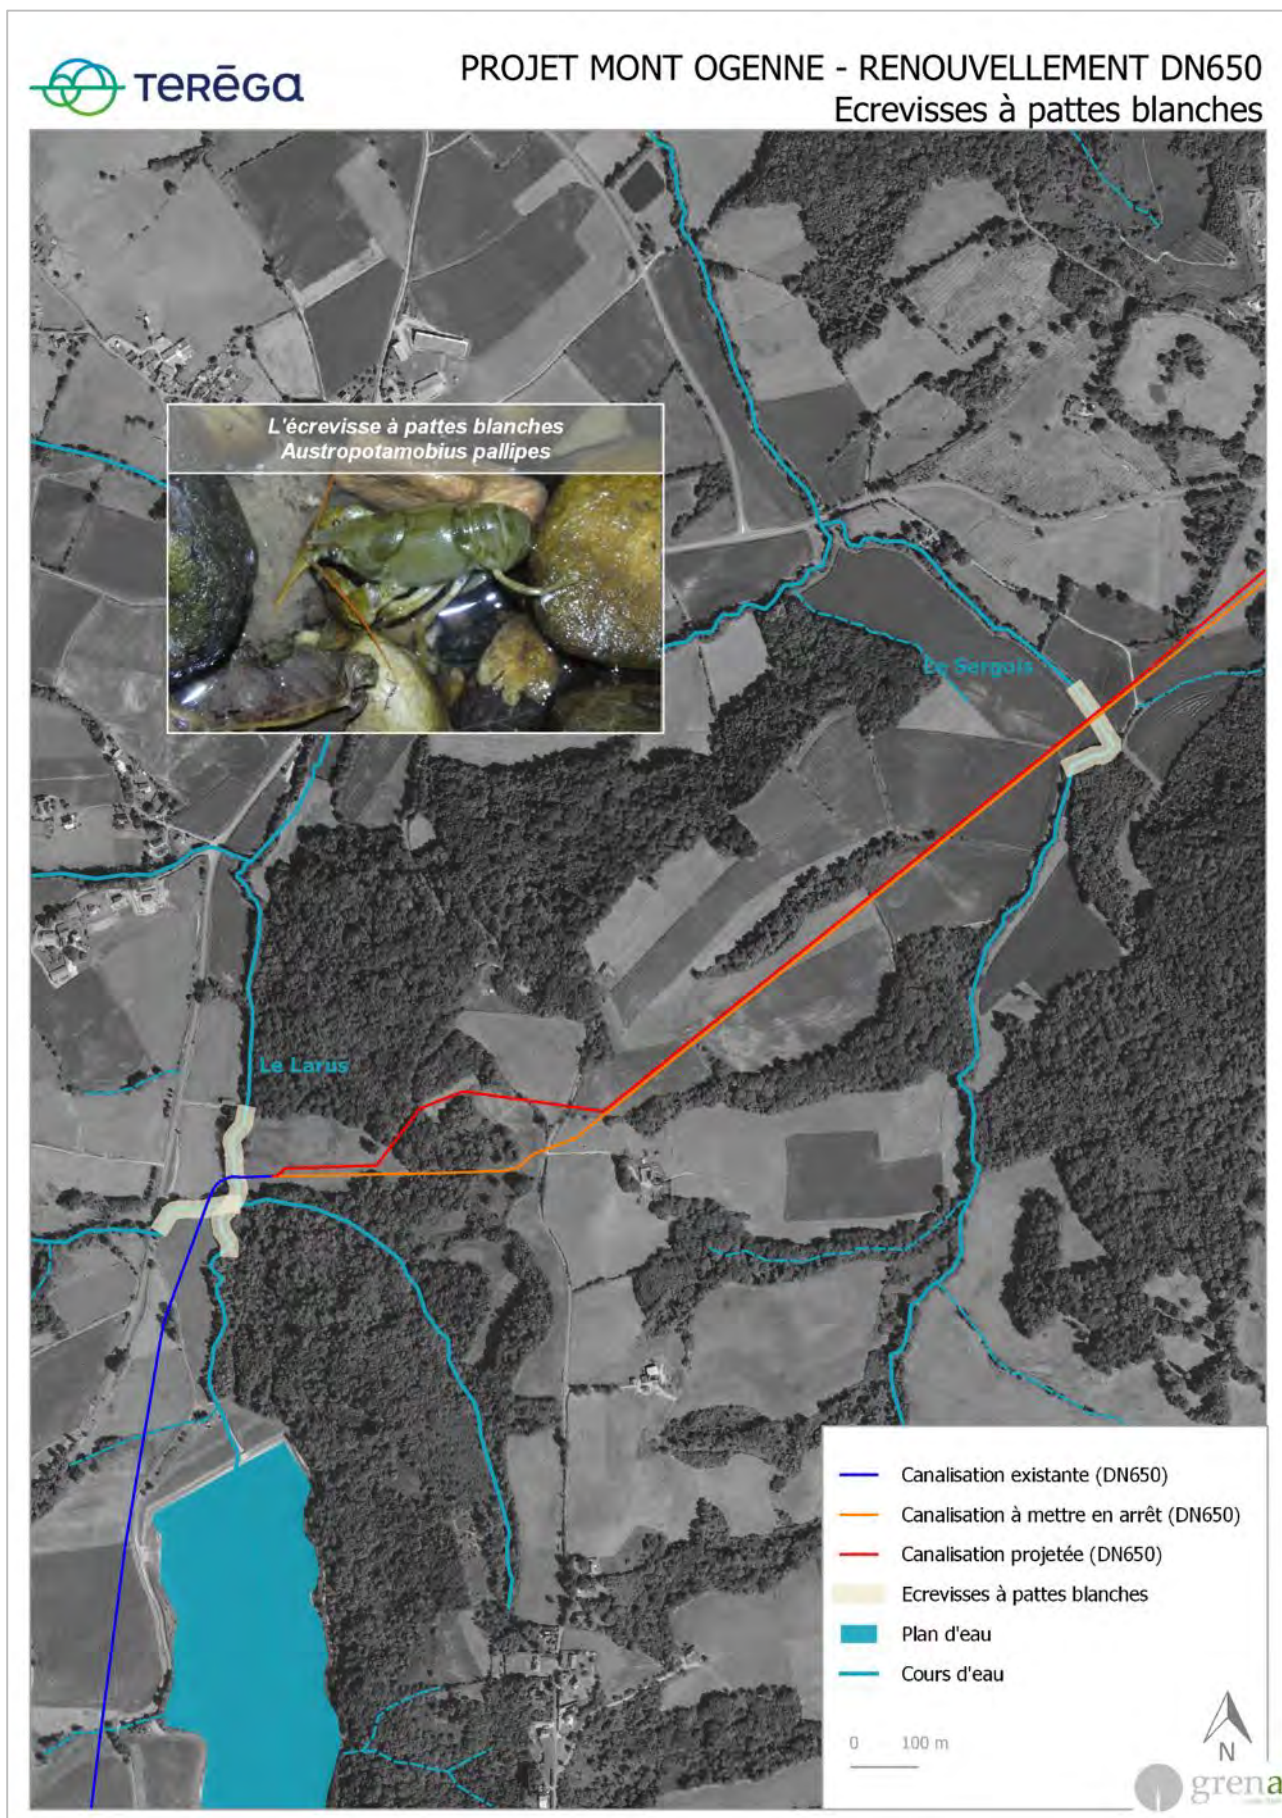 TERĒGA
PROJET MONT OGENNE - RENOUVELLEMENT DN650
Ecrevisses à pattes blanches
L'écrevisse à pattes blanches
Austropotamobius pallipes
Le Sergois
Le Larus
Canalisation existante (DN650)
Canalisation à mettre en arrêt (DN650)
Canalisation projetée (DN650)
Ecrevisses à pattes blanches
Plan d'eau
Cours d'eau
0 100 m
N
grena